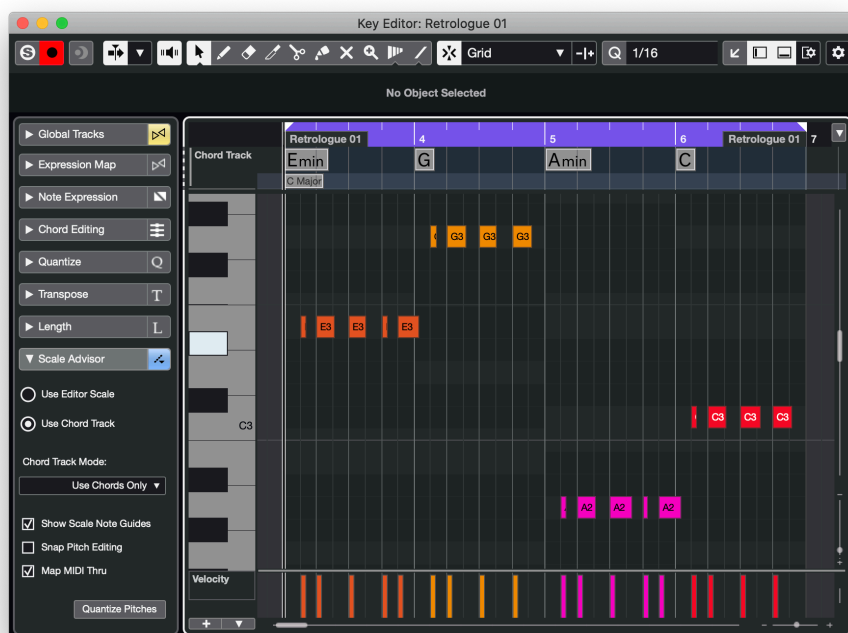 Key Editor: Retrologue 01
Grid
Q 1/16
No Object Selected
Global Tracks
Expression Map
Note Expression
Chord Editing
Quantize Q
Transpose T
Length L
Scale Advisor
Use Editor Scale
Use Chord Track
Chord Track Mode:
Use Chords Only
Show Scale Note Guides
Snap Pitch Editing
Map MIDI Thru
Quantize Pitches
4 5 6 7
Retrologue 01 Retrologue 01
Chord Track
Emin G Amin C
C Major
G3 G3 G3
E3 E3 E3
C3
C3 C3 C3
A2 A2 A2
Velocity